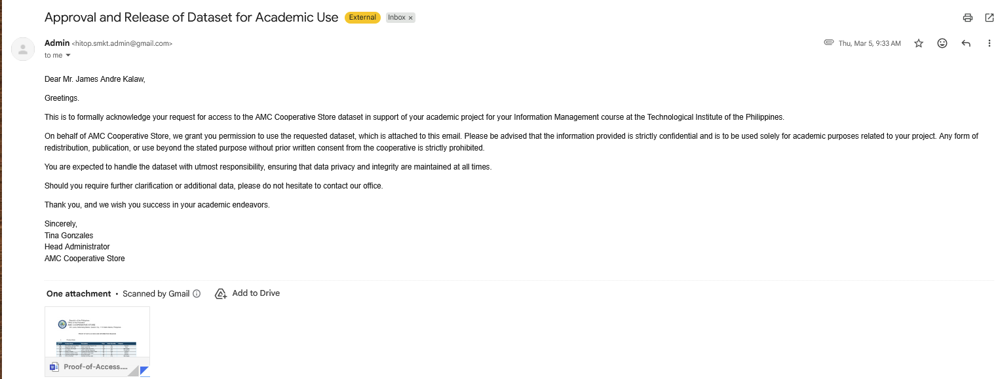 Approval and Release of Dataset for Academic Use External Inbox ×
Admin <hitop.smkt.admin@gmail.com> Thu, Mar 5, 9:33 AM
to me
Dear Mr. James Andre Kalaw,
Greetings.
This is to formally acknowledge your request for access to the AMC Cooperative Store dataset in support of your academic project for your Information Management course at the Technological Institute of the Philippines.
On behalf of AMC Cooperative Store, we grant you permission to use the requested dataset, which is attached to this email. Please be advised that the information provided is strictly confidential and is to be used solely for academic purposes related to your project. Any form of
redistribution, publication, or use beyond the stated purpose without prior written consent from the cooperative is strictly prohibited.
You are expected to handle the dataset with utmost responsibility, ensuring that data privacy and integrity are maintained at all times.
Should you require further clarification or additional data, please do not hesitate to contact our office.
Thank you, and we wish you success in your academic endeavors.
Sincerely,
Tina Gonzales
Head Administrator
AMC Cooperative Store
One attachment • Scanned by Gmail Add to Drive
Republic of the Philippines
Office of the President
AMC COOPERATIVE STORE
Proof-of-Access....